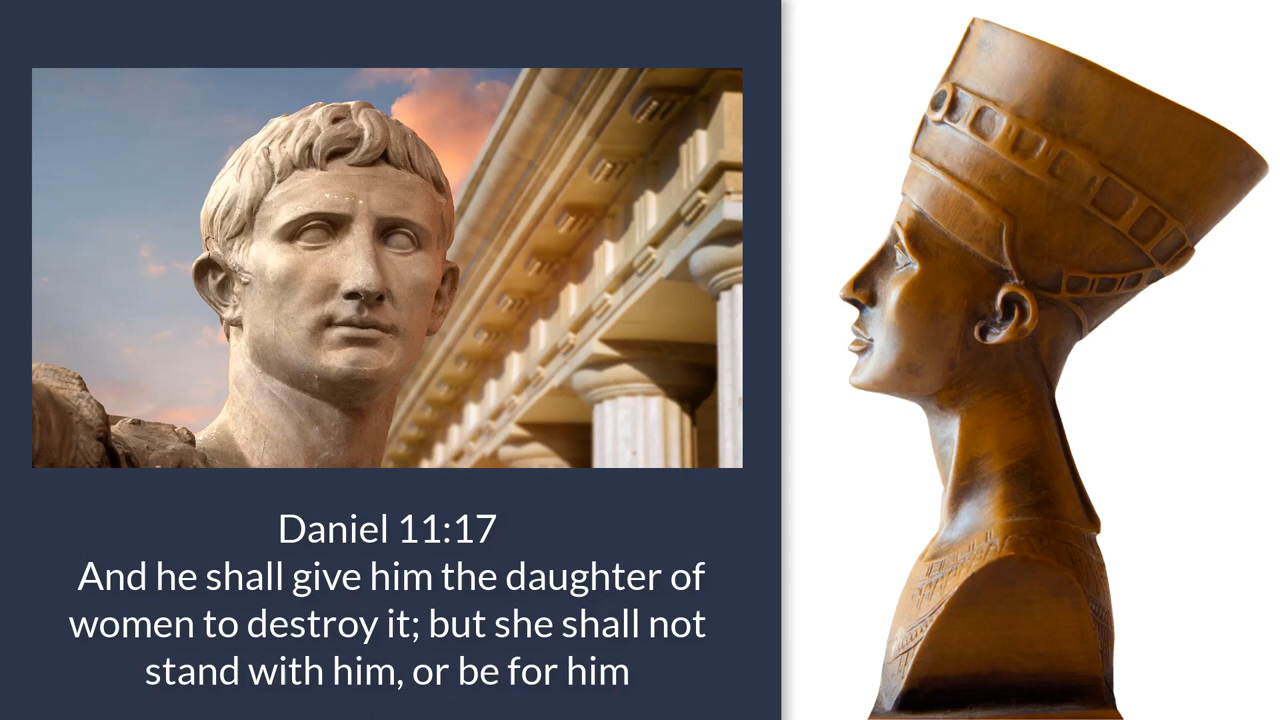 Daniel 11:17
And he shall give him the daughter of
women to destroy it; but she shall not
stand with him, or be for him